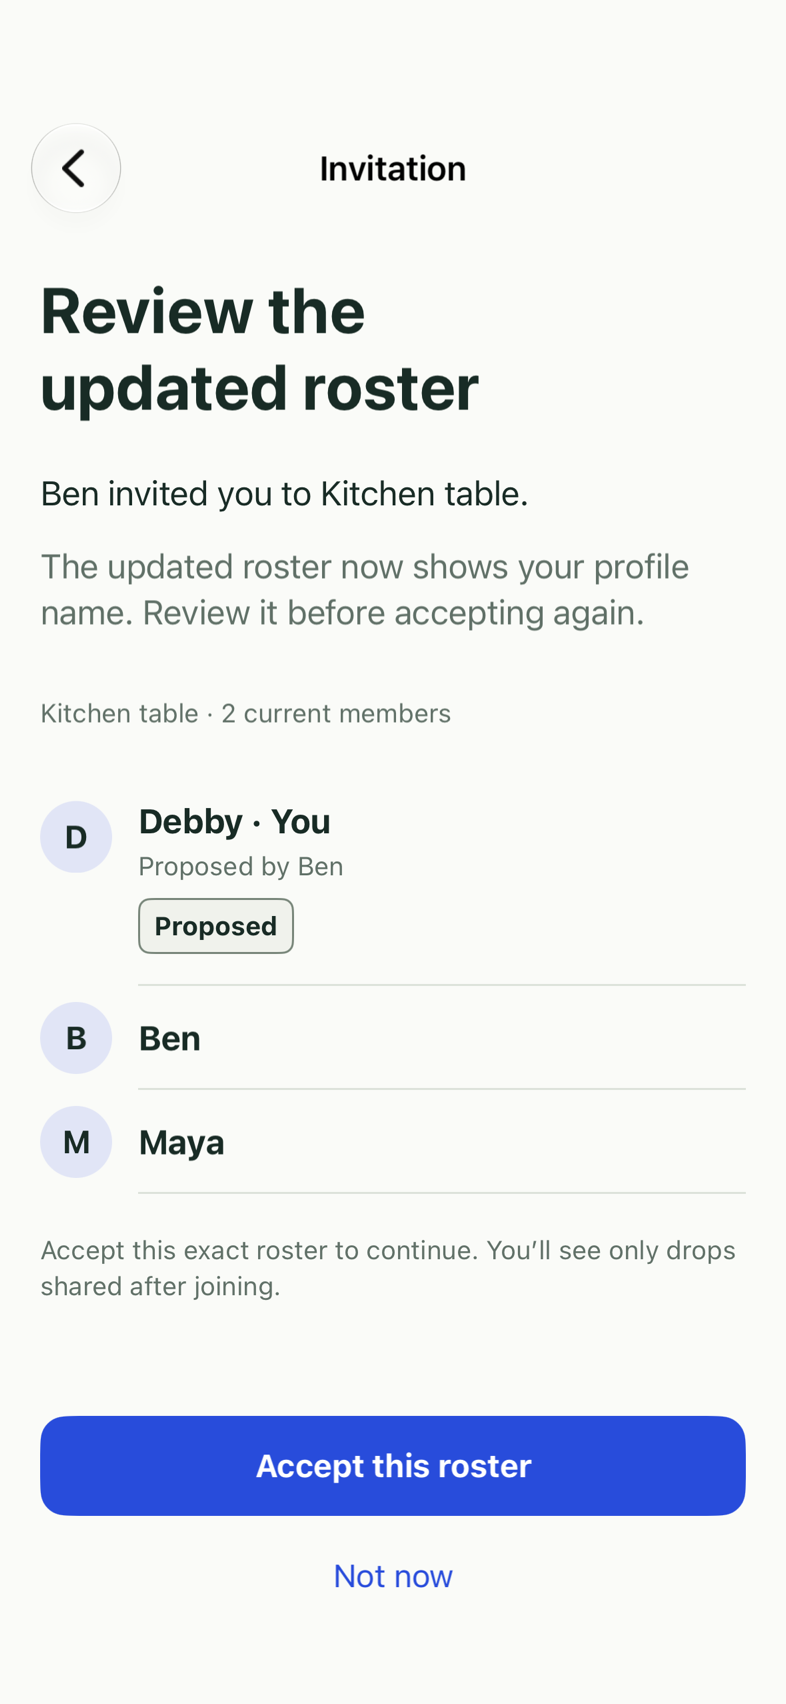 Invitation
Review the
updated roster
Ben invited you to Kitchen table.
The updated roster now shows your profile
name. Review it before accepting again.
Kitchen table · 2 current members
D
Debby · You
Proposed by Ben
Proposed
B
Ben
M
Maya
Accept this exact roster to continue. You’ll see only drops
shared after joining.
Accept this roster
Not now